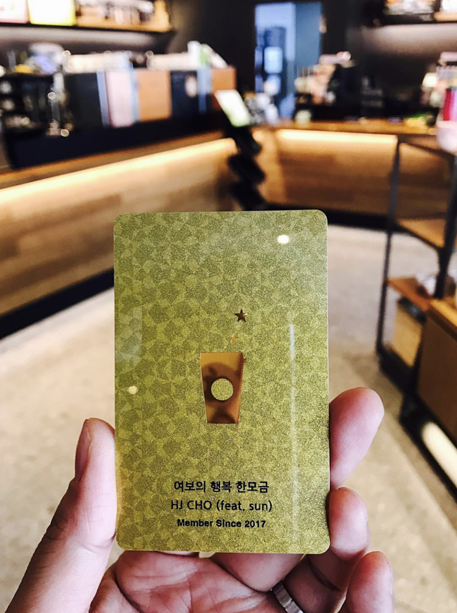 여보의 행복 한모금
HJ CHO (feat. sun)
Member Since 2017